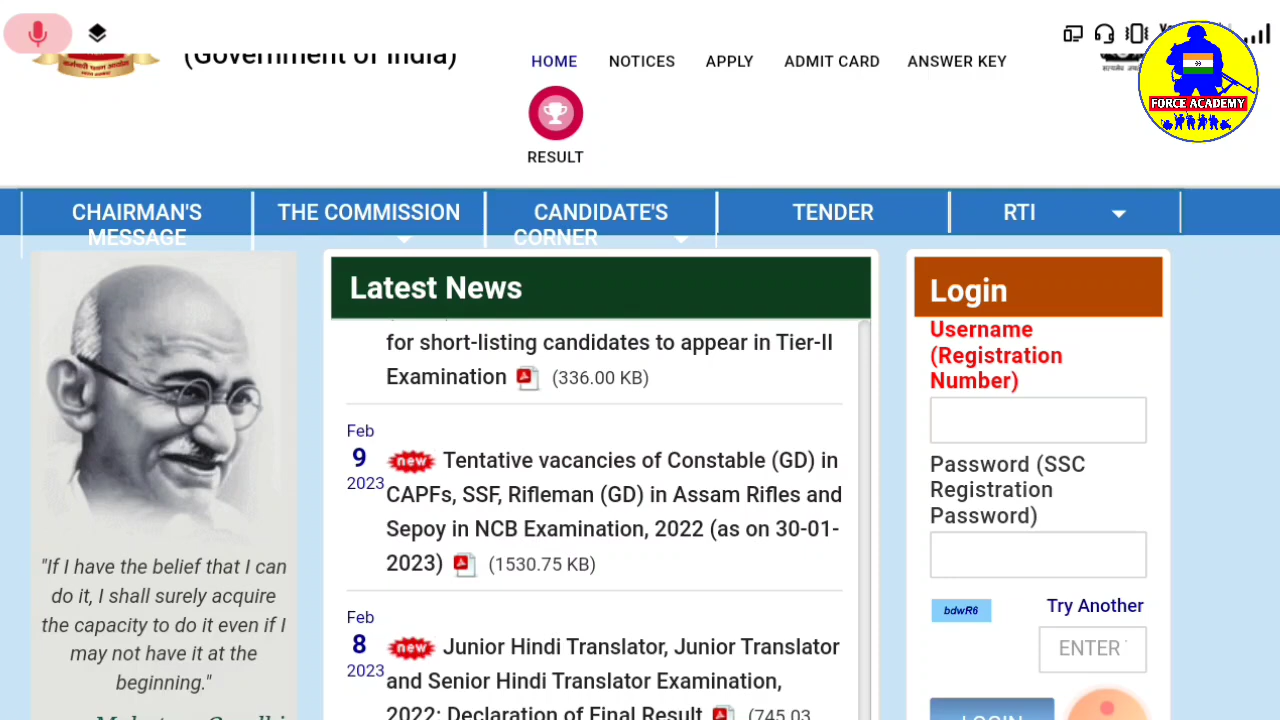 (Government of India)
HOME NOTICES APPLY ADMIT CARD ANSWER KEY
FORCE ACADEMY
RESULT
CHAIRMAN'S
MESSAGE
THE COMMISSION
CANDIDATE'S
CORNER
TENDER
RTI
"If I have the belief that I can
do it, I shall surely acquire
the capacity to do it even if I
may not have it at the
beginning."
Mahatma Gandhi
Latest News
for short-listing candidates to appear in Tier-II
Examination (336.00 KB)
Feb
9
2023
new Tentative vacancies of Constable (GD) in
CAPFs, SSF, Rifleman (GD) in Assam Rifles and
Sepoy in NCB Examination, 2022 (as on 30-01-
2023) (1530.75 KB)
Feb
8
2023
new Junior Hindi Translator, Junior Translator
and Senior Hindi Translator Examination,
2022: Declaration of Final Result (745.03
Login
Username
(Registration
Number)
Password (SSC
Registration
Password)
bdwR6 Try Another
ENTER
LOGIN